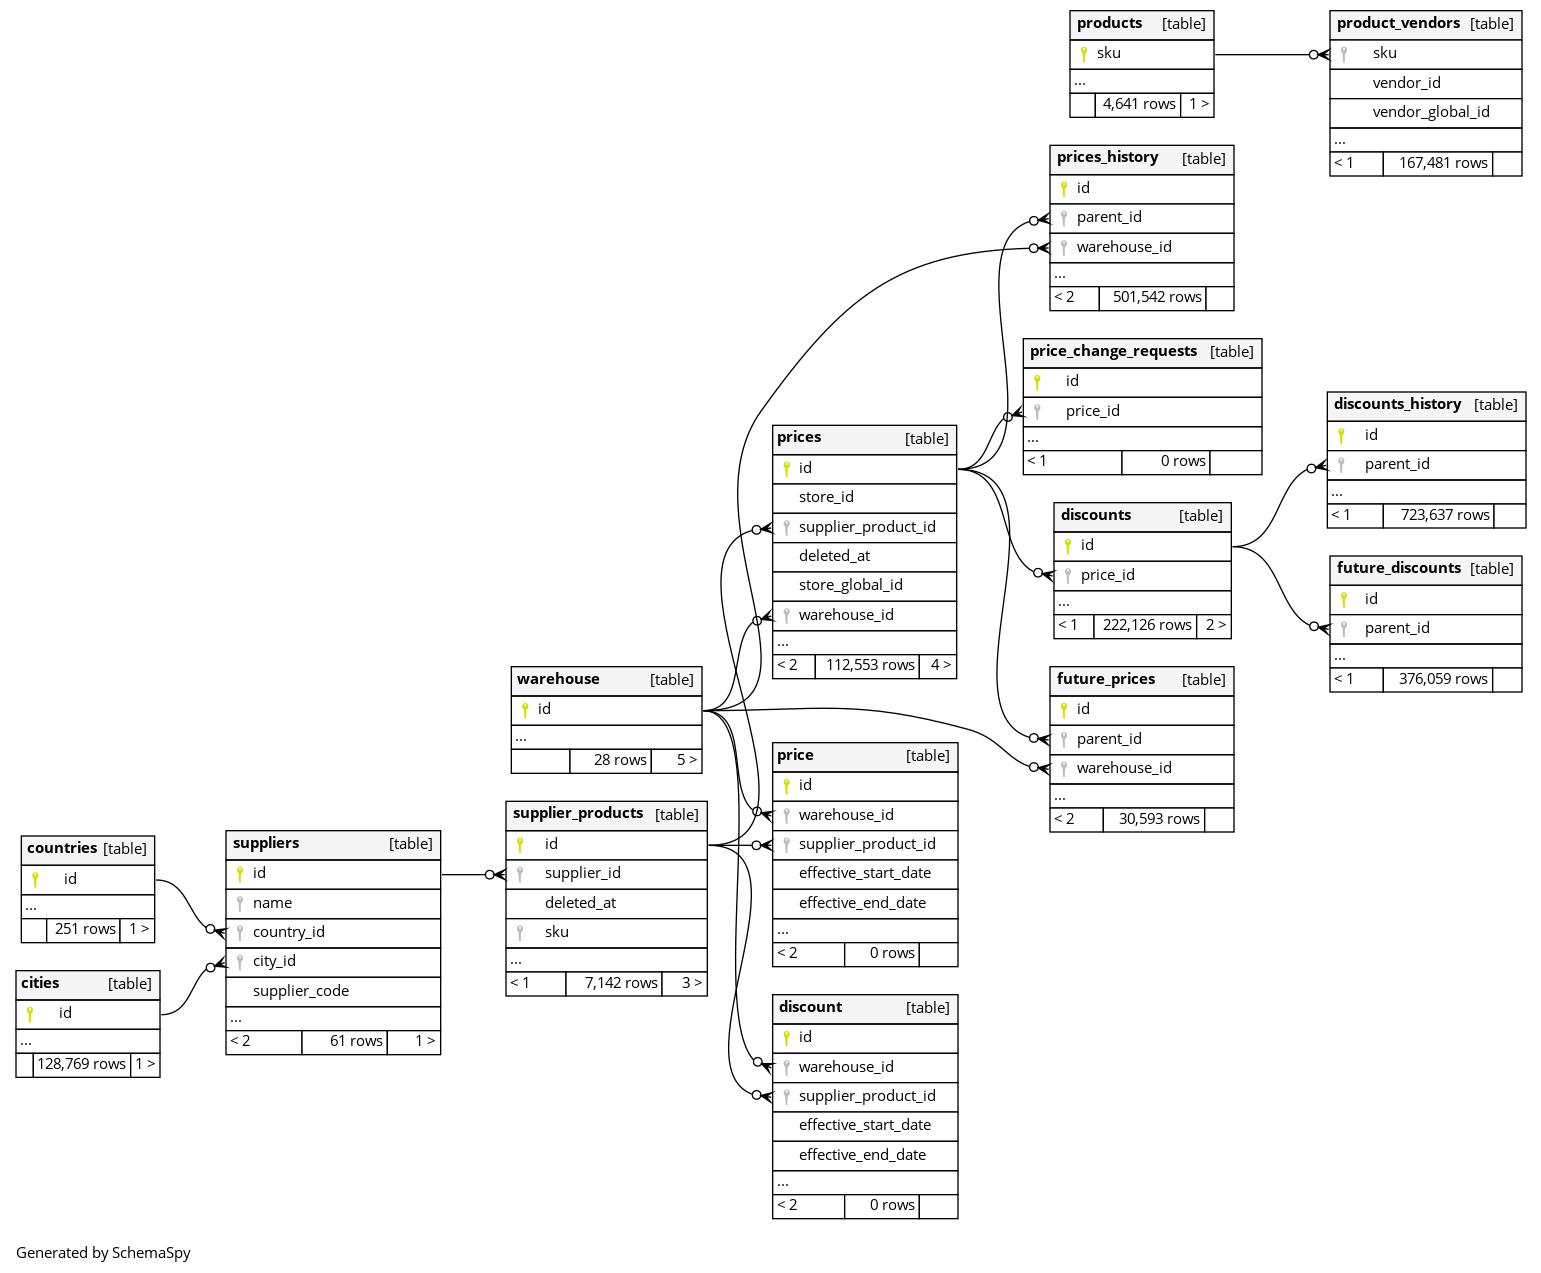 products [table]
sku
...
4,641 rows 1 >
product_vendors [table]
sku
vendor_id
vendor_global_id
...
< 1 167,481 rows
prices_history [table]
id
parent_id
warehouse_id
...
< 2 501,542 rows
price_change_requests [table]
id
price_id
...
< 1 0 rows
discounts_history [table]
id
parent_id
...
< 1 723,637 rows
prices [table]
id
store_id
supplier_product_id
deleted_at
store_global_id
warehouse_id
...
< 2 112,553 rows 4 >
discounts [table]
id
price_id
...
< 1 222,126 rows 2 >
future_discounts [table]
id
parent_id
...
< 1 376,059 rows
warehouse [table]
id
...
28 rows 5 >
future_prices [table]
id
parent_id
warehouse_id
...
< 2 30,593 rows
price [table]
id
warehouse_id
supplier_product_id
effective_start_date
effective_end_date
...
< 2 0 rows
supplier_products [table]
id
supplier_id
deleted_at
sku
...
< 1 7,142 rows 3 >
countries [table]
id
...
251 rows 1 >
suppliers [table]
id
name
country_id
city_id
supplier_code
...
< 2 61 rows 1 >
cities [table]
id
...
128,769 rows 1 >
discount [table]
id
warehouse_id
supplier_product_id
effective_start_date
effective_end_date
...
< 2 0 rows
Generated by SchemaSpy